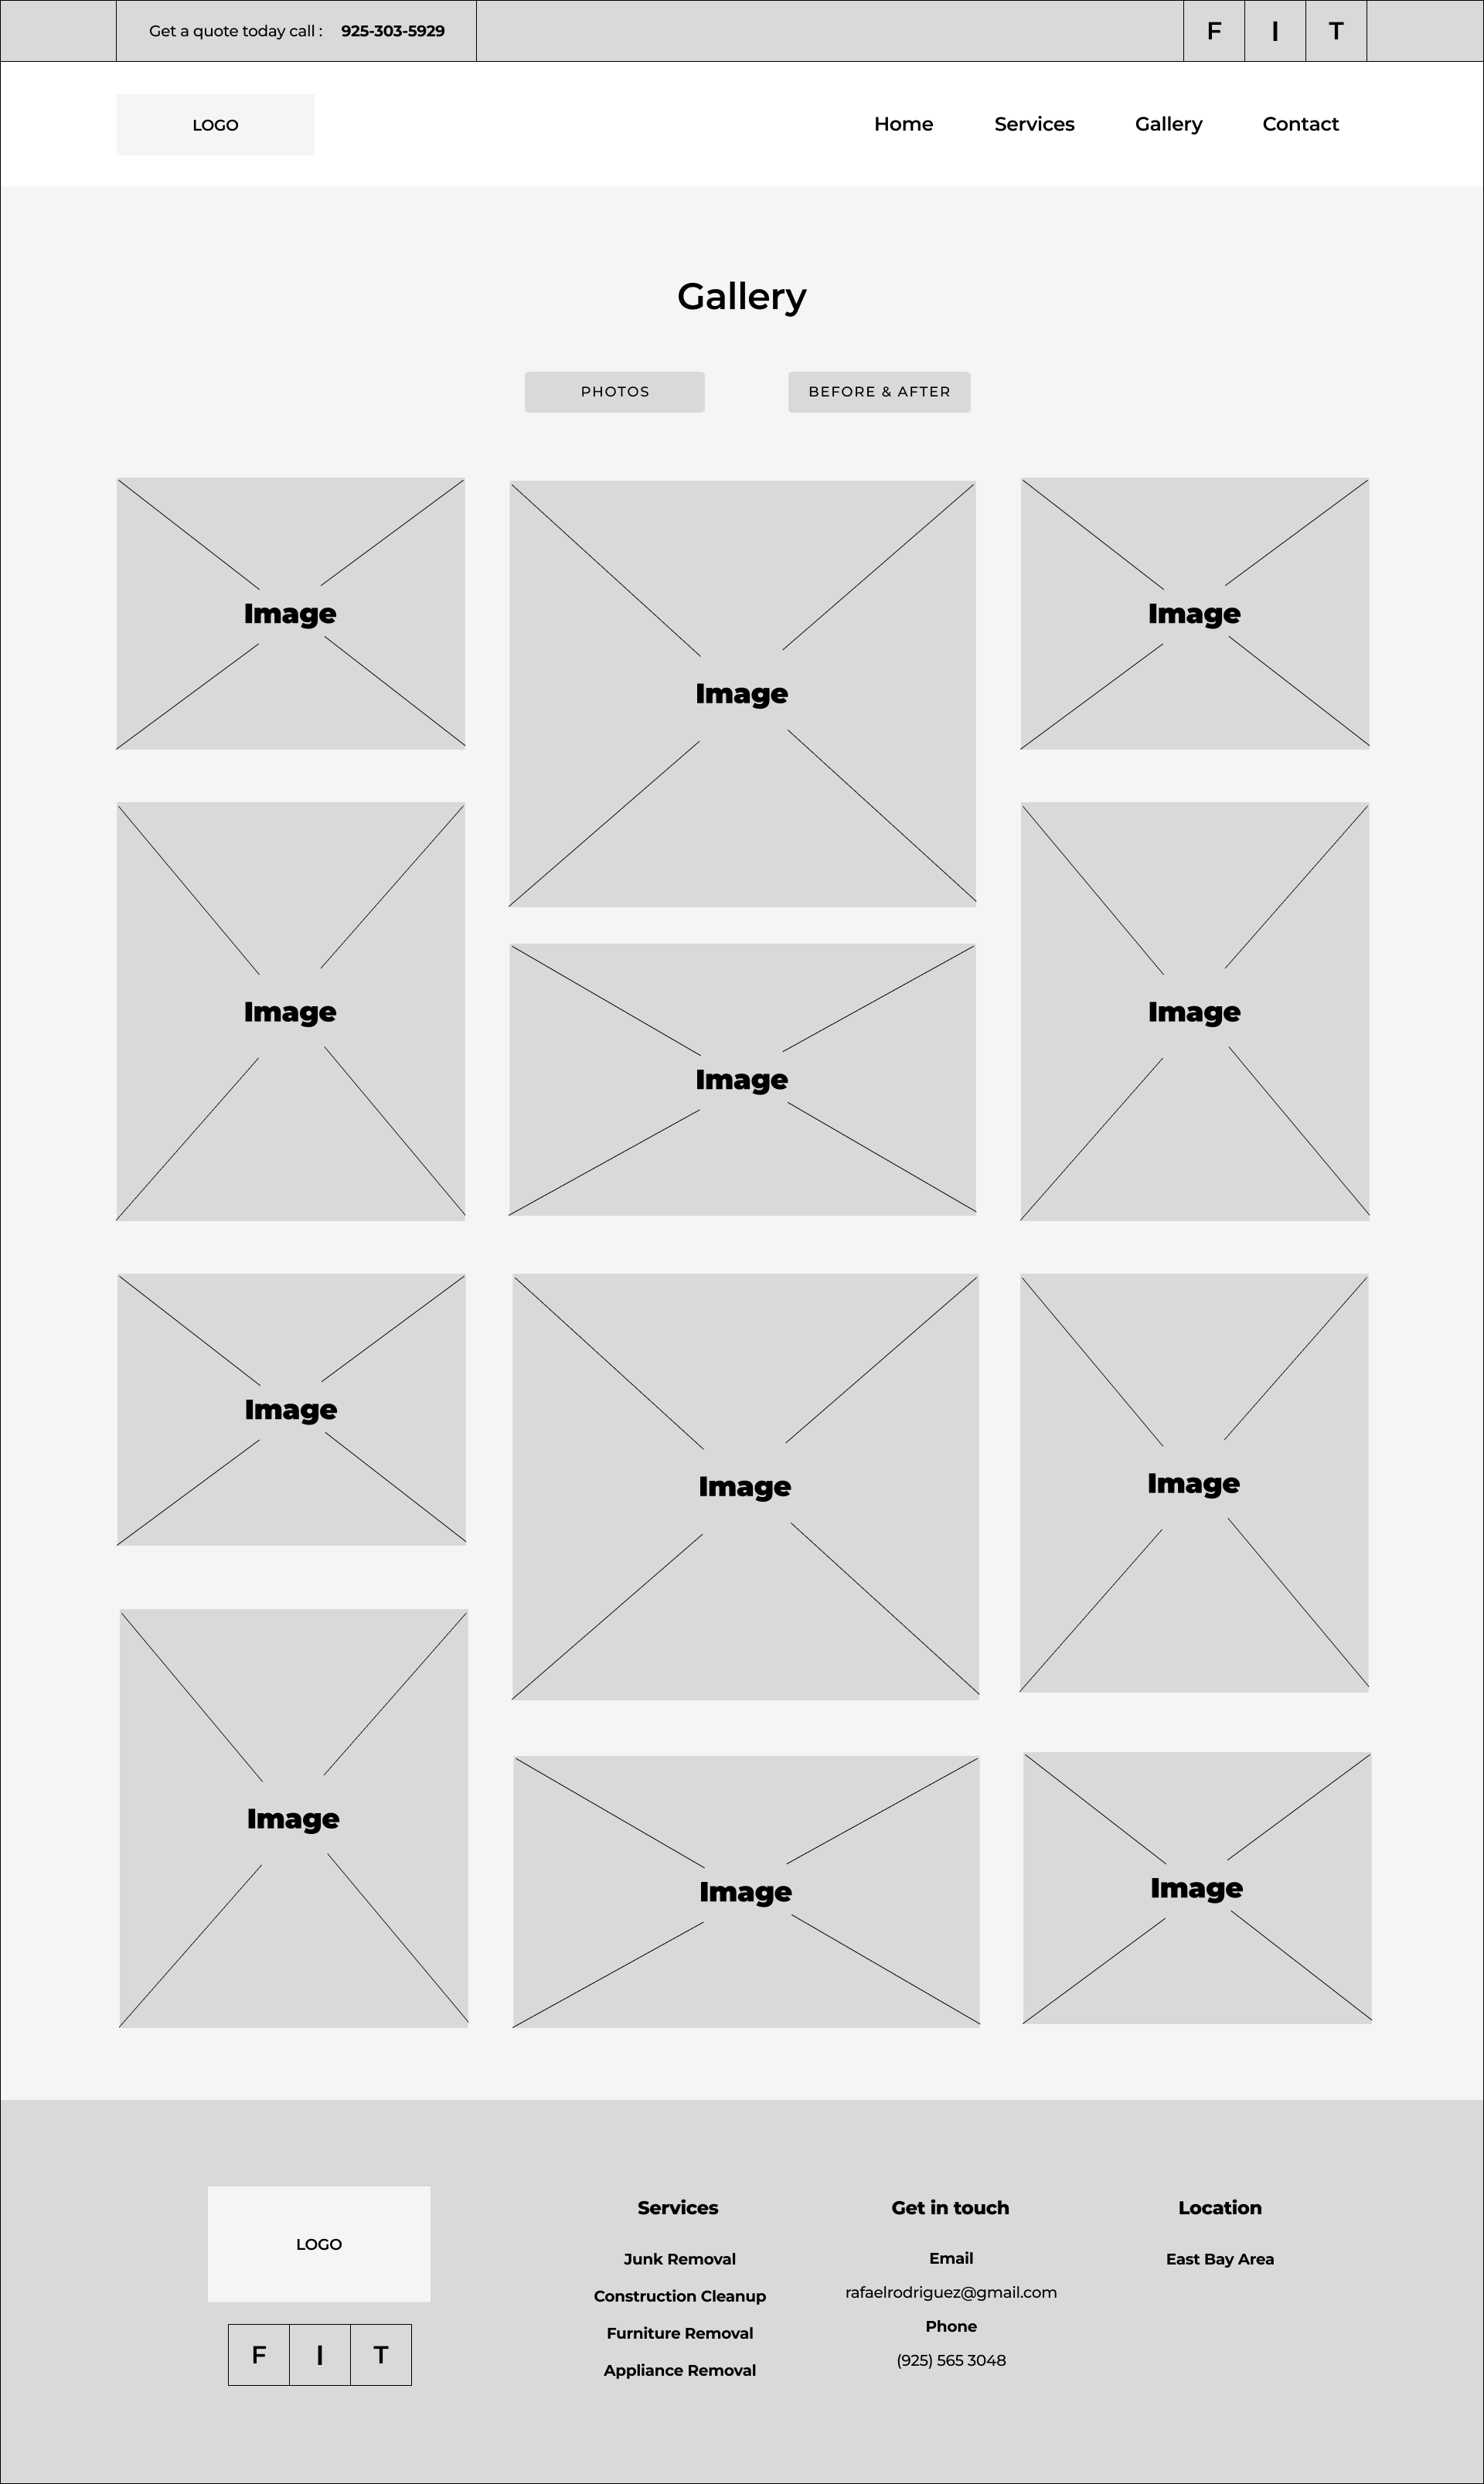 Get a quote today call : 925-303-5929
F I T
LOGO
Home Services Gallery Contact
Gallery
PHOTOS BEFORE & AFTER
Image
Image
Image
Image
Image
Image
Image
Image
Image
Image
Image
Image
LOGO
F I T
Services
Junk Removal
Construction Cleanup
Furniture Removal
Appliance Removal
Get in touch
Email
rafaelrodriguez@gmail.com
Phone
(925) 565 3048
Location
East Bay Area